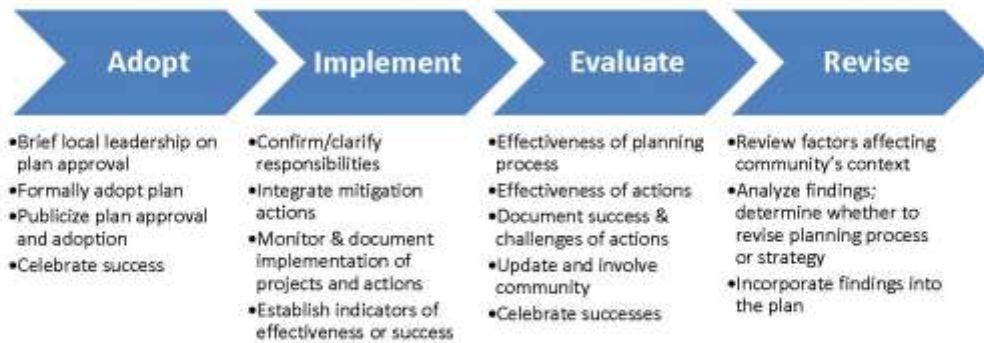 Adopt
•Brief local leadership on
plan approval
•Formally adopt plan
•Publicize plan approval
and adoption
•Celebrate success
Implement
•Confirm/clarify
responsibilities
•Integrate mitigation
actions
•Monitor & document
implementation of
projects and actions
•Establish indicators of
effectiveness or success
Evaluate
•Effectiveness of planning
process
•Effectiveness of actions
•Document success &
challenges of actions
•Update and involve
community
•Celebrate successes
Revise
•Review factors affecting
community's context
•Analyze findings;
determine whether to
revise planning process
or strategy
•Incorporate findings into
the plan